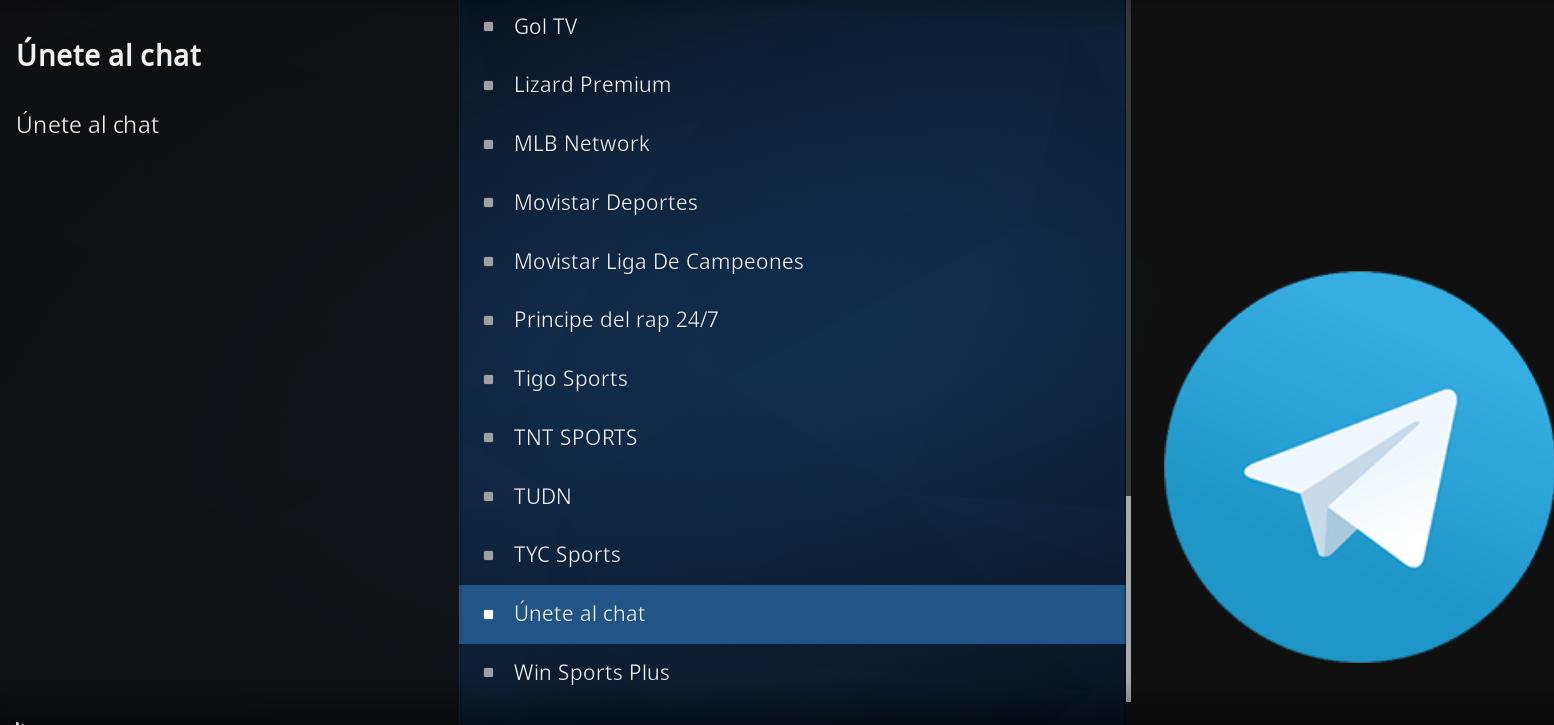 Únete al chat
Únete al chat
Gol TV
Lizard Premium
MLB Network
Movistar Deportes
Movistar Liga De Campeones
Principe del rap 24/7
Tigo Sports
TNT SPORTS
TUDN
TYC Sports
Únete al chat
Win Sports Plus